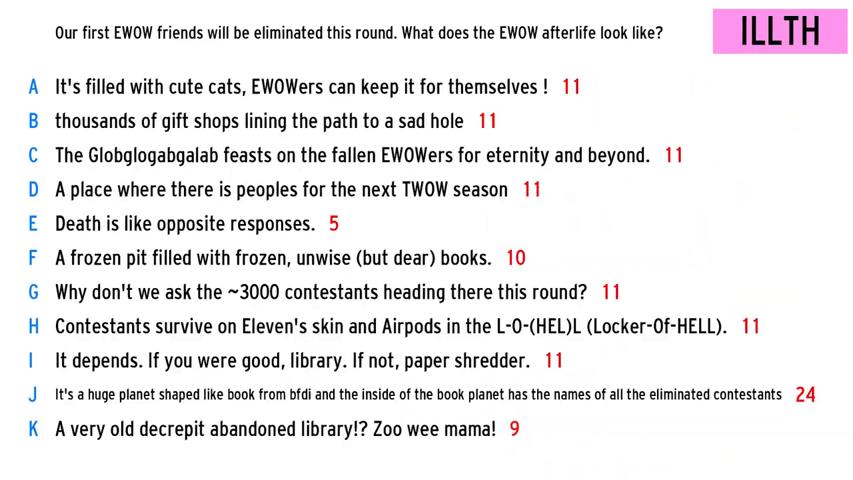 Our first EWOW friends will be eliminated this round. What does the EWOW afterlife look like?
ILLTH
A It's filled with cute cats, EWOWers can keep it for themselves ! 11
B thousands of gift shops lining the path to a sad hole 11
C The Globglogabgalab feasts on the fallen EWOWers for eternity and beyond. 11
D A place where there is peoples for the next TWOW season 11
E Death is like opposite responses. 5
F A frozen pit filled with frozen, unwise (but dear) books. 10
G Why don't we ask the ~3000 contestants heading there this round? 11
H Contestants survive on Eleven's skin and Airpods in the L-O-(HEL)L (Locker-Of-HELL). 11
I It depends. If you were good, library. If not, paper shredder. 11
J It's a huge planet shaped like book from bfdi and the inside of the book planet has the names of all the eliminated contestants 24
K A very old decrepit abandoned library!? Zoo wee mama! 9